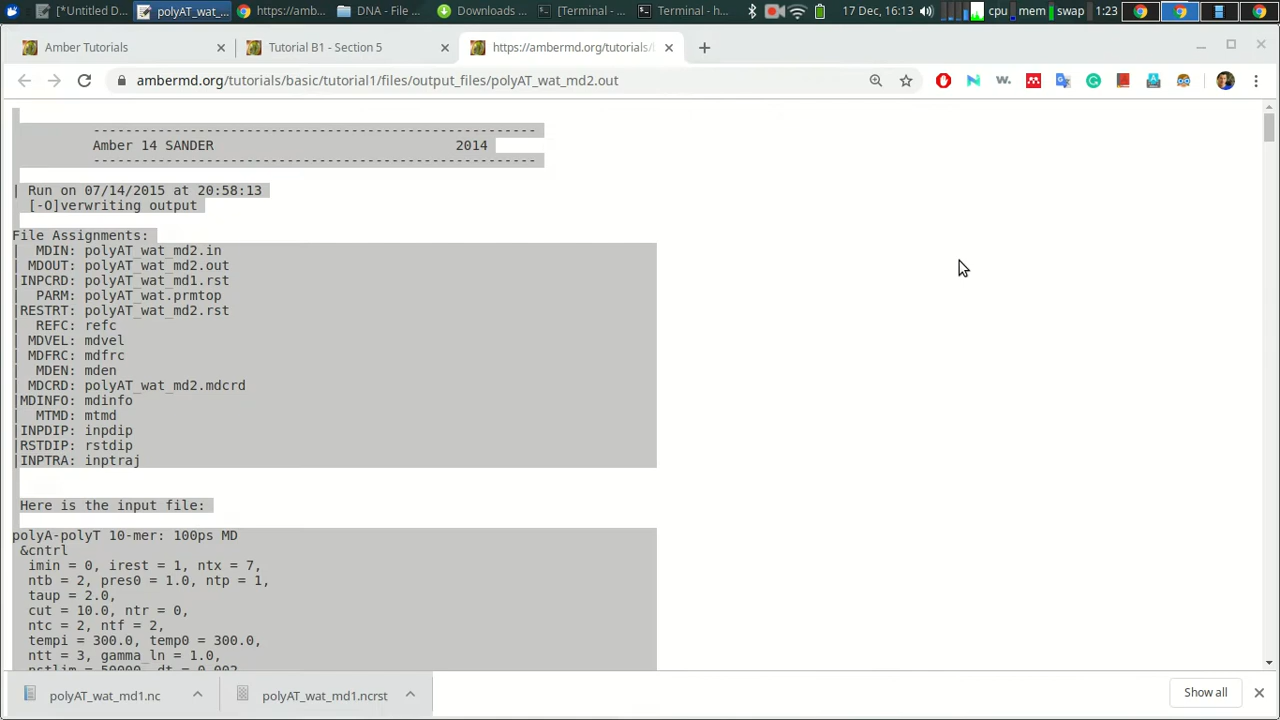 [*Untitled D...
polyAT_wat_...
https://amb...
DNA - File ...
Downloads ...
[Terminal - ...
Terminal - h...
17 Dec, 16:13
cpu
mem
swap
1:23
Amber Tutorials
Tutorial B1 - Section 5
https://ambermd.org/tutorials/
ambermd.org/tutorials/basic/tutorial1/files/output_files/polyAT_wat_md2.out
-------------------------------------------------------
Amber 14 SANDER 2014
-------------------------------------------------------
| Run on 07/14/2015 at 20:58:13
[-O]verwriting output
File Assignments:
| MDIN: polyAT_wat_md2.in
| MDOUT: polyAT_wat_md2.out
|INPCRD: polyAT_wat_md1.rst
| PARM: polyAT_wat.prmtop
|RESTRT: polyAT_wat_md2.rst
| REFC: refc
| MDVEL: mdvel
| MDFRC: mdfrc
| MDEN: mden
| MDCRD: polyAT_wat_md2.mdcrd
|MDINFO: mdinfo
| MTMD: mtmd
|INPDIP: inpdip
|RSTDIP: rstdip
|INPTRA: inptraj
Here is the input file:
polyA-polyT 10-mer: 100ps MD
&cntrl
imin = 0, irest = 1, ntx = 7,
ntb = 2, pres0 = 1.0, ntp = 1,
taup = 2.0,
cut = 10.0, ntr = 0,
ntc = 2, ntf = 2,
tempi = 300.0, temp0 = 300.0,
ntt = 3, gamma_ln = 1.0,
nstlim = 50000, dt = 0.002,
polyAT_wat_md1.nc
polyAT_wat_md1.ncrst
Show all